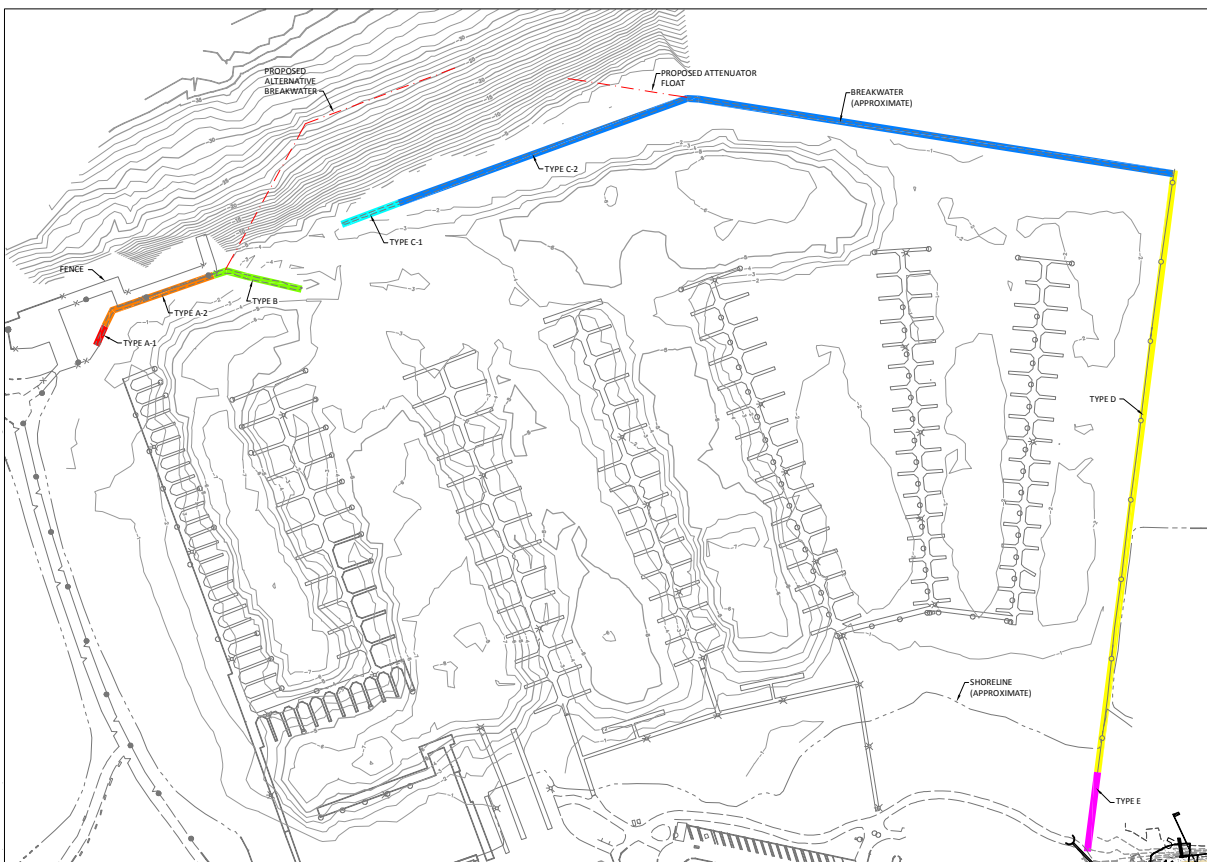 PROPOSED
ALTERNATIVE
BREAKWATER
PROPOSED ATTENUATOR
FLOAT
BREAKWATER
(APPROXIMATE)
TYPE C-2
TYPE C-1
FENCE
TYPE B
TYPE A-2
TYPE A-1
TYPE D
SHORELINE
(APPROXIMATE)
TYPE E